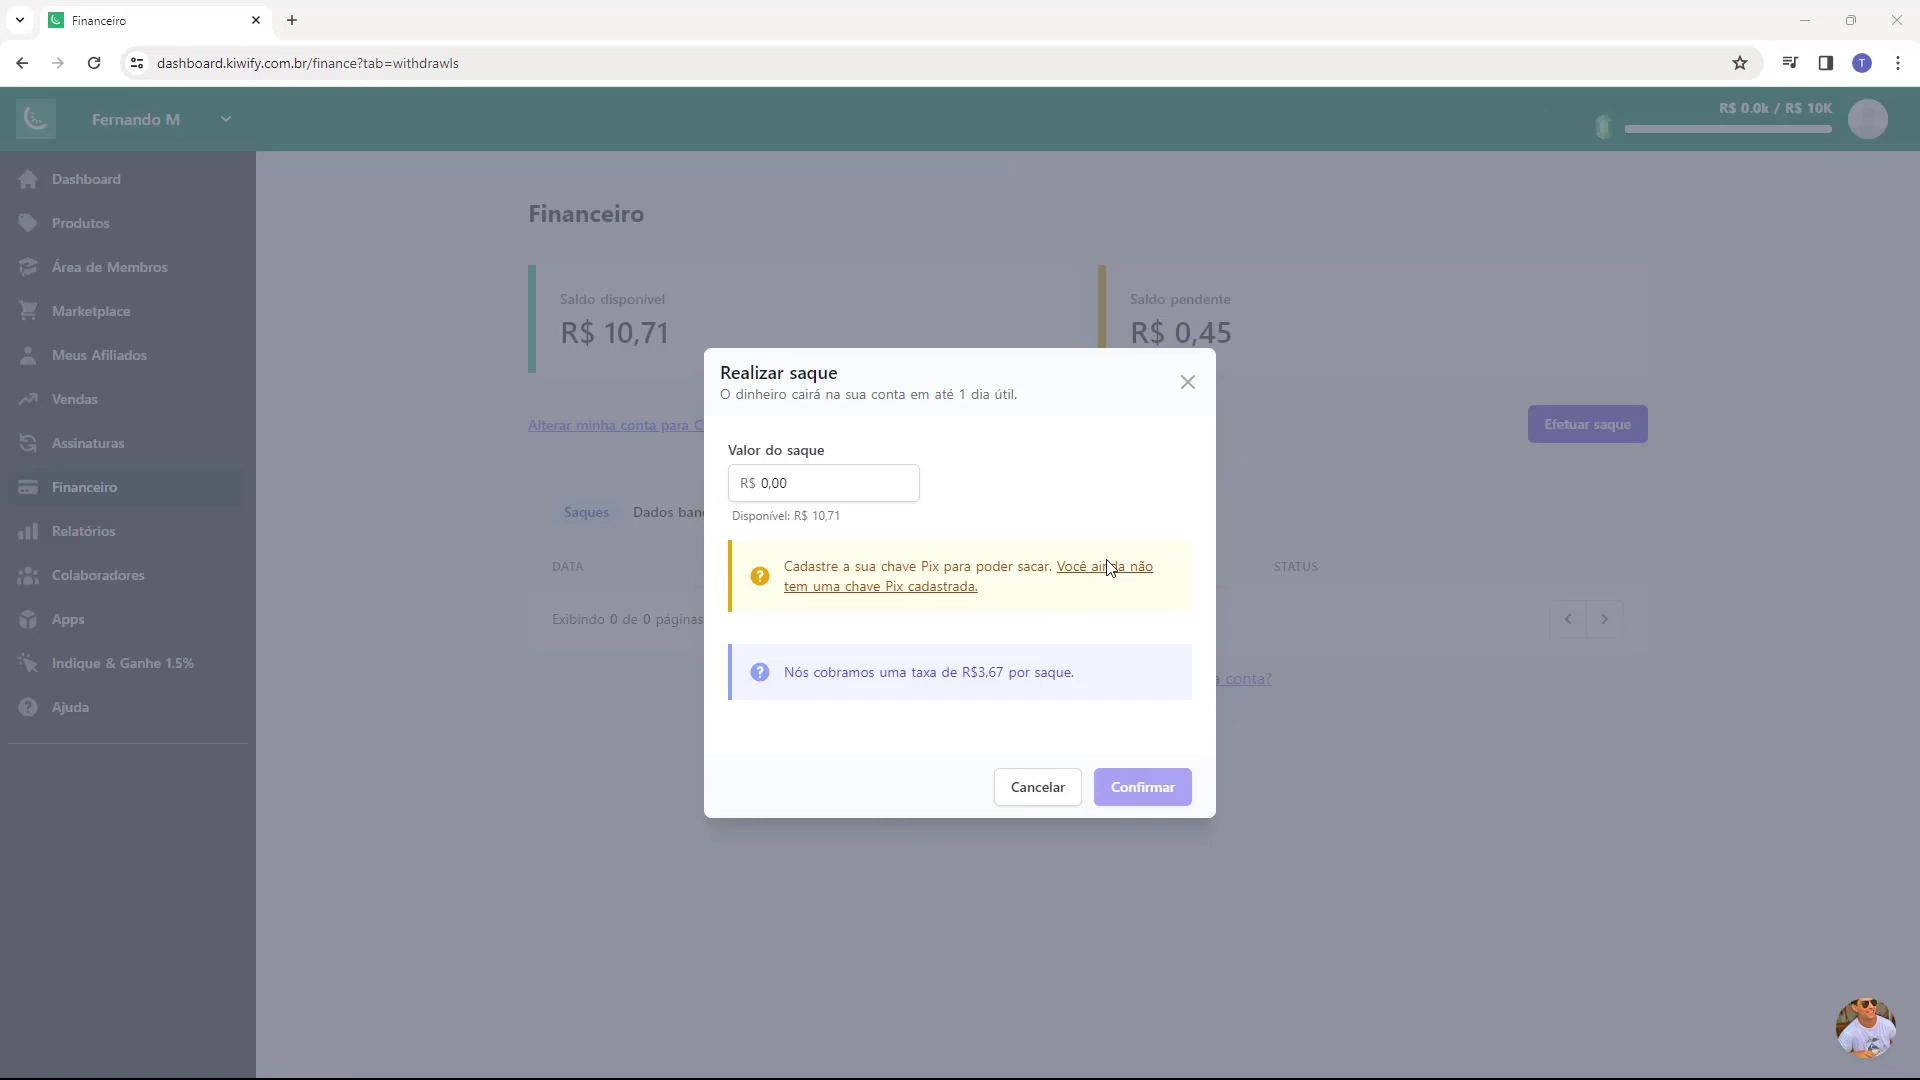 Financeiro
dashboard.kiwify.com.br/finance?tab=withdrawls
T
Fernando M
R$ 0.0k / R$ 10K
Dashboard
Produtos
Área de Membros
Marketplace
Meus Afiliados
Vendas
Assinaturas
Financeiro
Relatórios
Colaboradores
Apps
Indique & Ganhe 1.5%
Ajuda
Financeiro
Saldo disponível
R$ 10,71
Saldo pendente
R$ 0,45
Alterar minha conta para C
Efetuar saque
Saques
Dados ban
DATA
STATUS
Exibindo 0 de 0 páginas
a conta?
Realizar saque
O dinheiro cairá na sua conta em até 1 dia útil.
Valor do saque
R$ 0,00
Disponível: R$ 10,71
Cadastre a sua chave Pix para poder sacar. Você ainda não
tem uma chave Pix cadastrada.
Nós cobramos uma taxa de R$3,67 por saque.
Cancelar
Confirmar